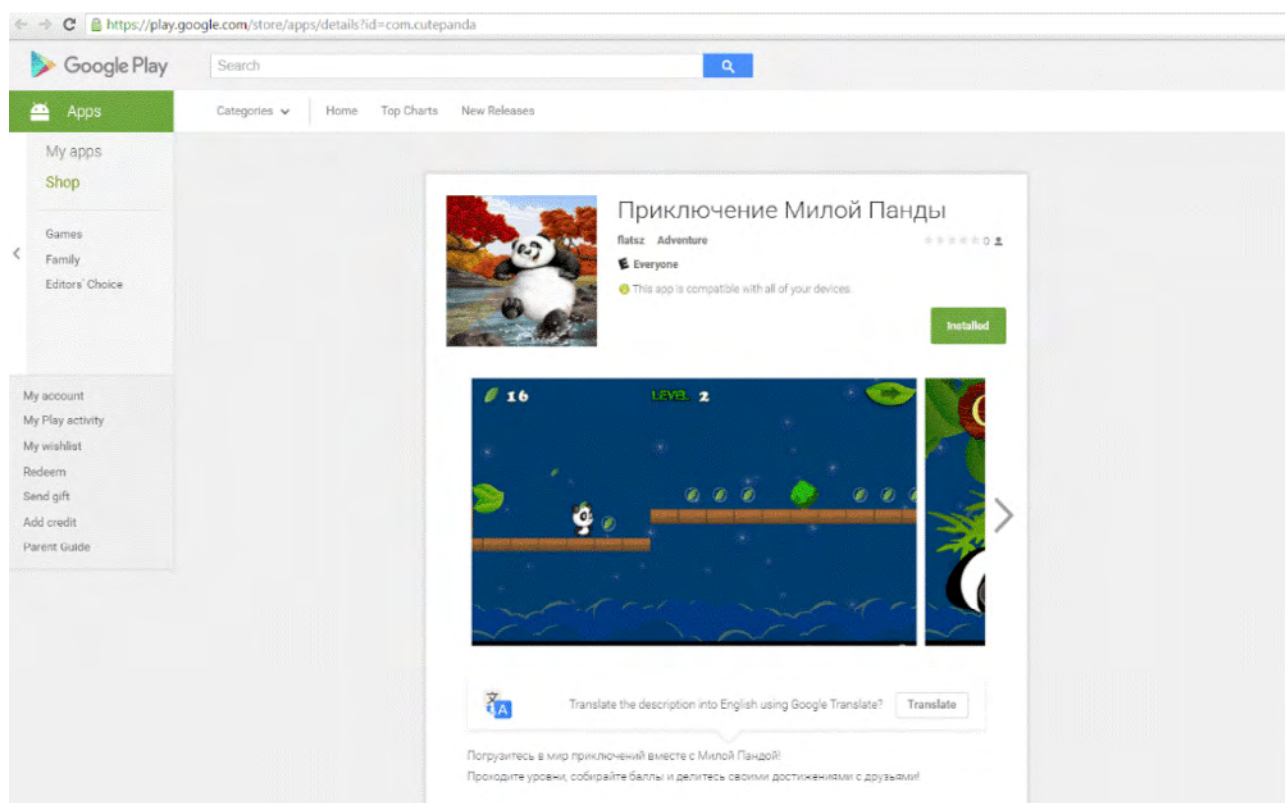 https://play.google.com/store/apps/details?id=com.cutepanda
Google Play
Search
Apps
Categories
Home
Top Charts
New Releases
My apps
Shop
Games
Family
Editors' Choice
My account
My Play activity
My wishlist
Redeem
Send gift
Add credit
Parent Guide
Приключение Милой Панды
flatsz Adventure
0
E Everyone
This app is compatible with all of your devices.
Installed
16
LEVEL 2
Translate the description into English using Google Translate?
Translate
Погрузитесь в мир приключений вместе с Милой Пандой!
Проходите уровни, собирайте баллы и делитесь своими достижениями с друзьями!